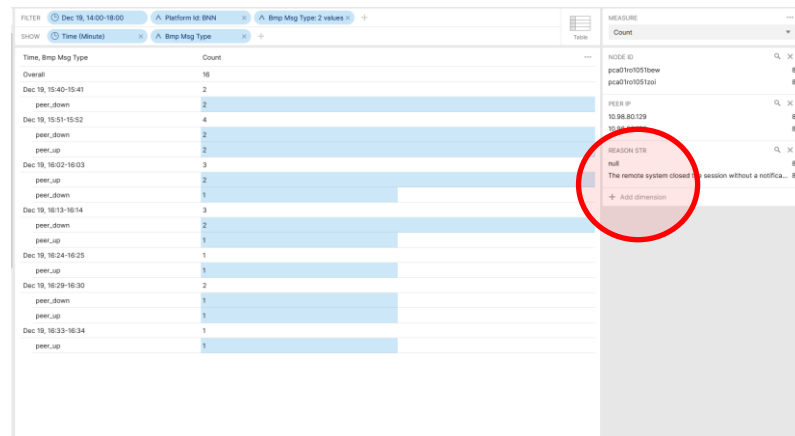 FILTER Dec 19, 14:00-18:00 × Platform Id: BNN × Bmp Msg Type: 2 values × +
SHOW Time (Minute) × Bmp Msg Type × +
Table
MEASURE ...
Count
Time, Bmp Msg Type Count ...
Overall 16
Dec 19, 15:40-15:41 2
peer_down 2
Dec 19, 15:51-15:52 4
peer_down 2
peer_up 2
Dec 19, 16:02-16:03 3
peer_up 2
peer_down 1
Dec 19, 16:13-16:14 3
peer_down 2
peer_up 1
Dec 19, 16:24-16:25 1
peer_up 1
Dec 19, 16:29-16:30 2
peer_down 1
peer_up 1
Dec 19, 16:33-16:34 1
peer_up 1
NODE ID ×
pca01ro1051bew 8
pca01ro1051zoi 8
PEER IP ×
10.98.80.129 8
REASON STR ×
null 8
The remote system closed the session without a notifica... 8
+ Add dimension